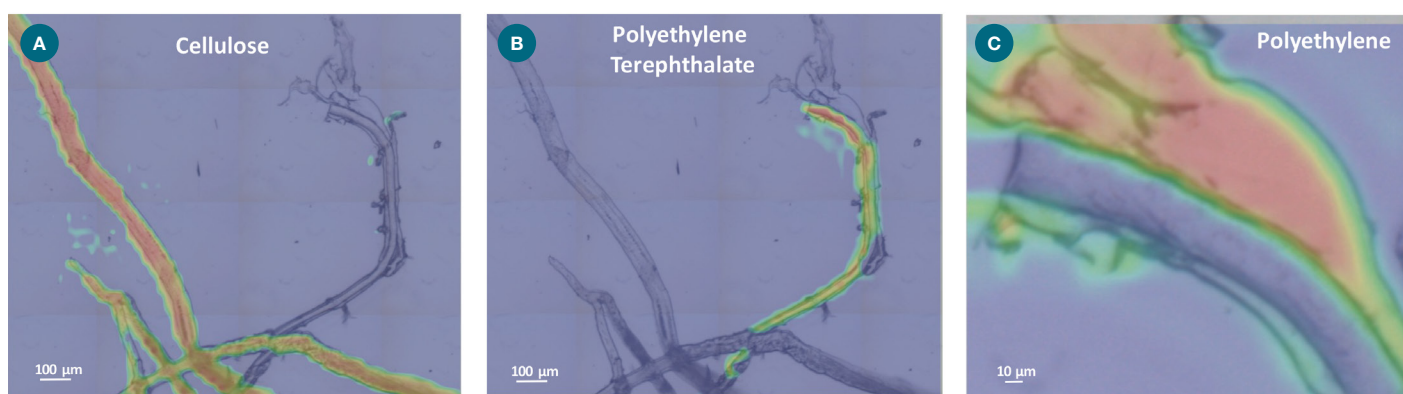 A
Cellulose
100 µm
B
Polyethylene
Terephthalate
100 µm
C
Polyethylene
10 µm